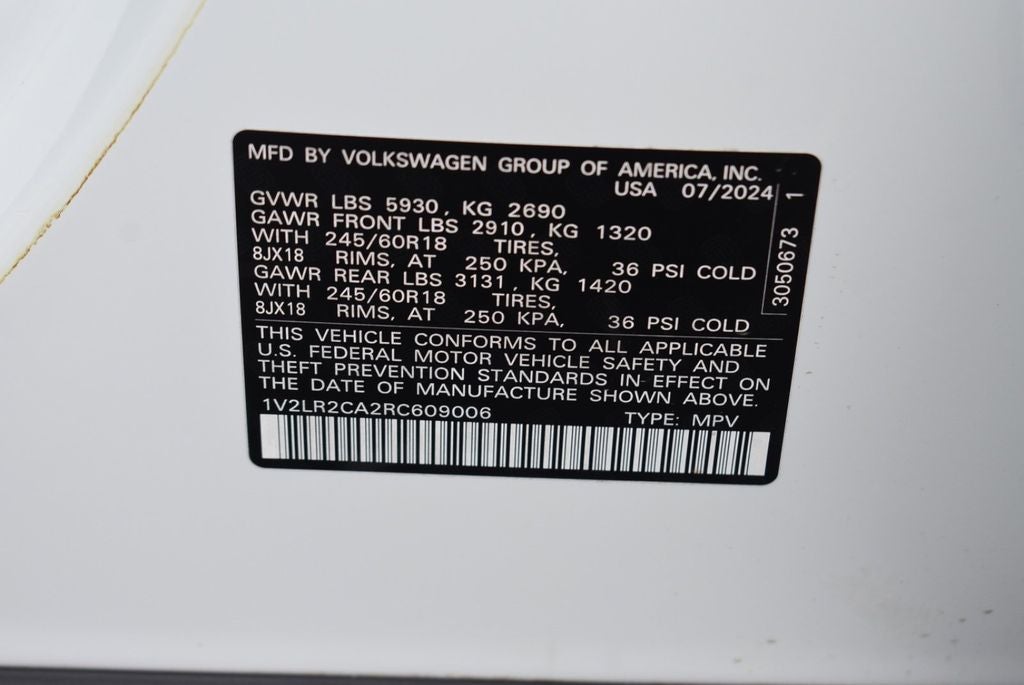 MFD BY VOLKSWAGEN GROUP OF AMERICA, INC.
USA 07/2024
GVWR LBS 5930, KG 2690
GAWR FRONT LBS 2910, KG 1320
WITH 245/60R18 TIRES,
8JX18 RIMS, AT 250 KPA, 36 PSI COLD
GAWR REAR LBS 3131, KG 1420
WITH 245/60R18 TIRES,
8JX18 RIMS, AT 250 KPA, 36 PSI COLD
3050673 1
THIS VEHICLE CONFORMS TO ALL APPLICABLE
U.S. FEDERAL MOTOR VEHICLE SAFETY AND
THEFT PREVENTION STANDARDS IN EFFECT ON
THE DATE OF MANUFACTURE SHOWN ABOVE.
1V2LR2CA2RC609006 TYPE: MPV